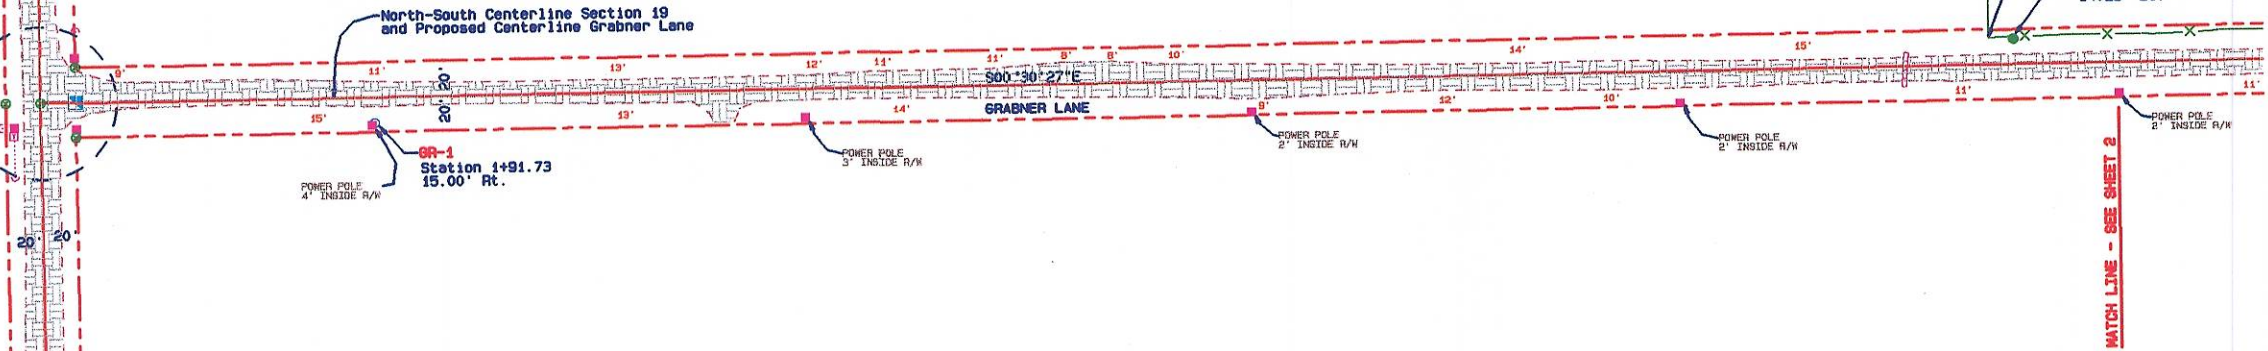 North-South Centerline Section 19
and Proposed Centerline Grabner Lane
9'
11'
20' 20'
13'
12'
11'
11'
8'
8'
10'
14'
15'
S00°30'27"E
GRABNER LANE
15'
13'
14'
9'
12'
10'
11'
11'
GR-1
Station 1+91.73
15.00' Rt.
POWER POLE
4' INSIDE R/W
POWER POLE
3' INSIDE R/W
POWER POLE
2' INSIDE R/W
POWER POLE
2' INSIDE R/W
POWER POLE
2' INSIDE R/W
20' 20'
MATCH LINE - SEE SHEET 2